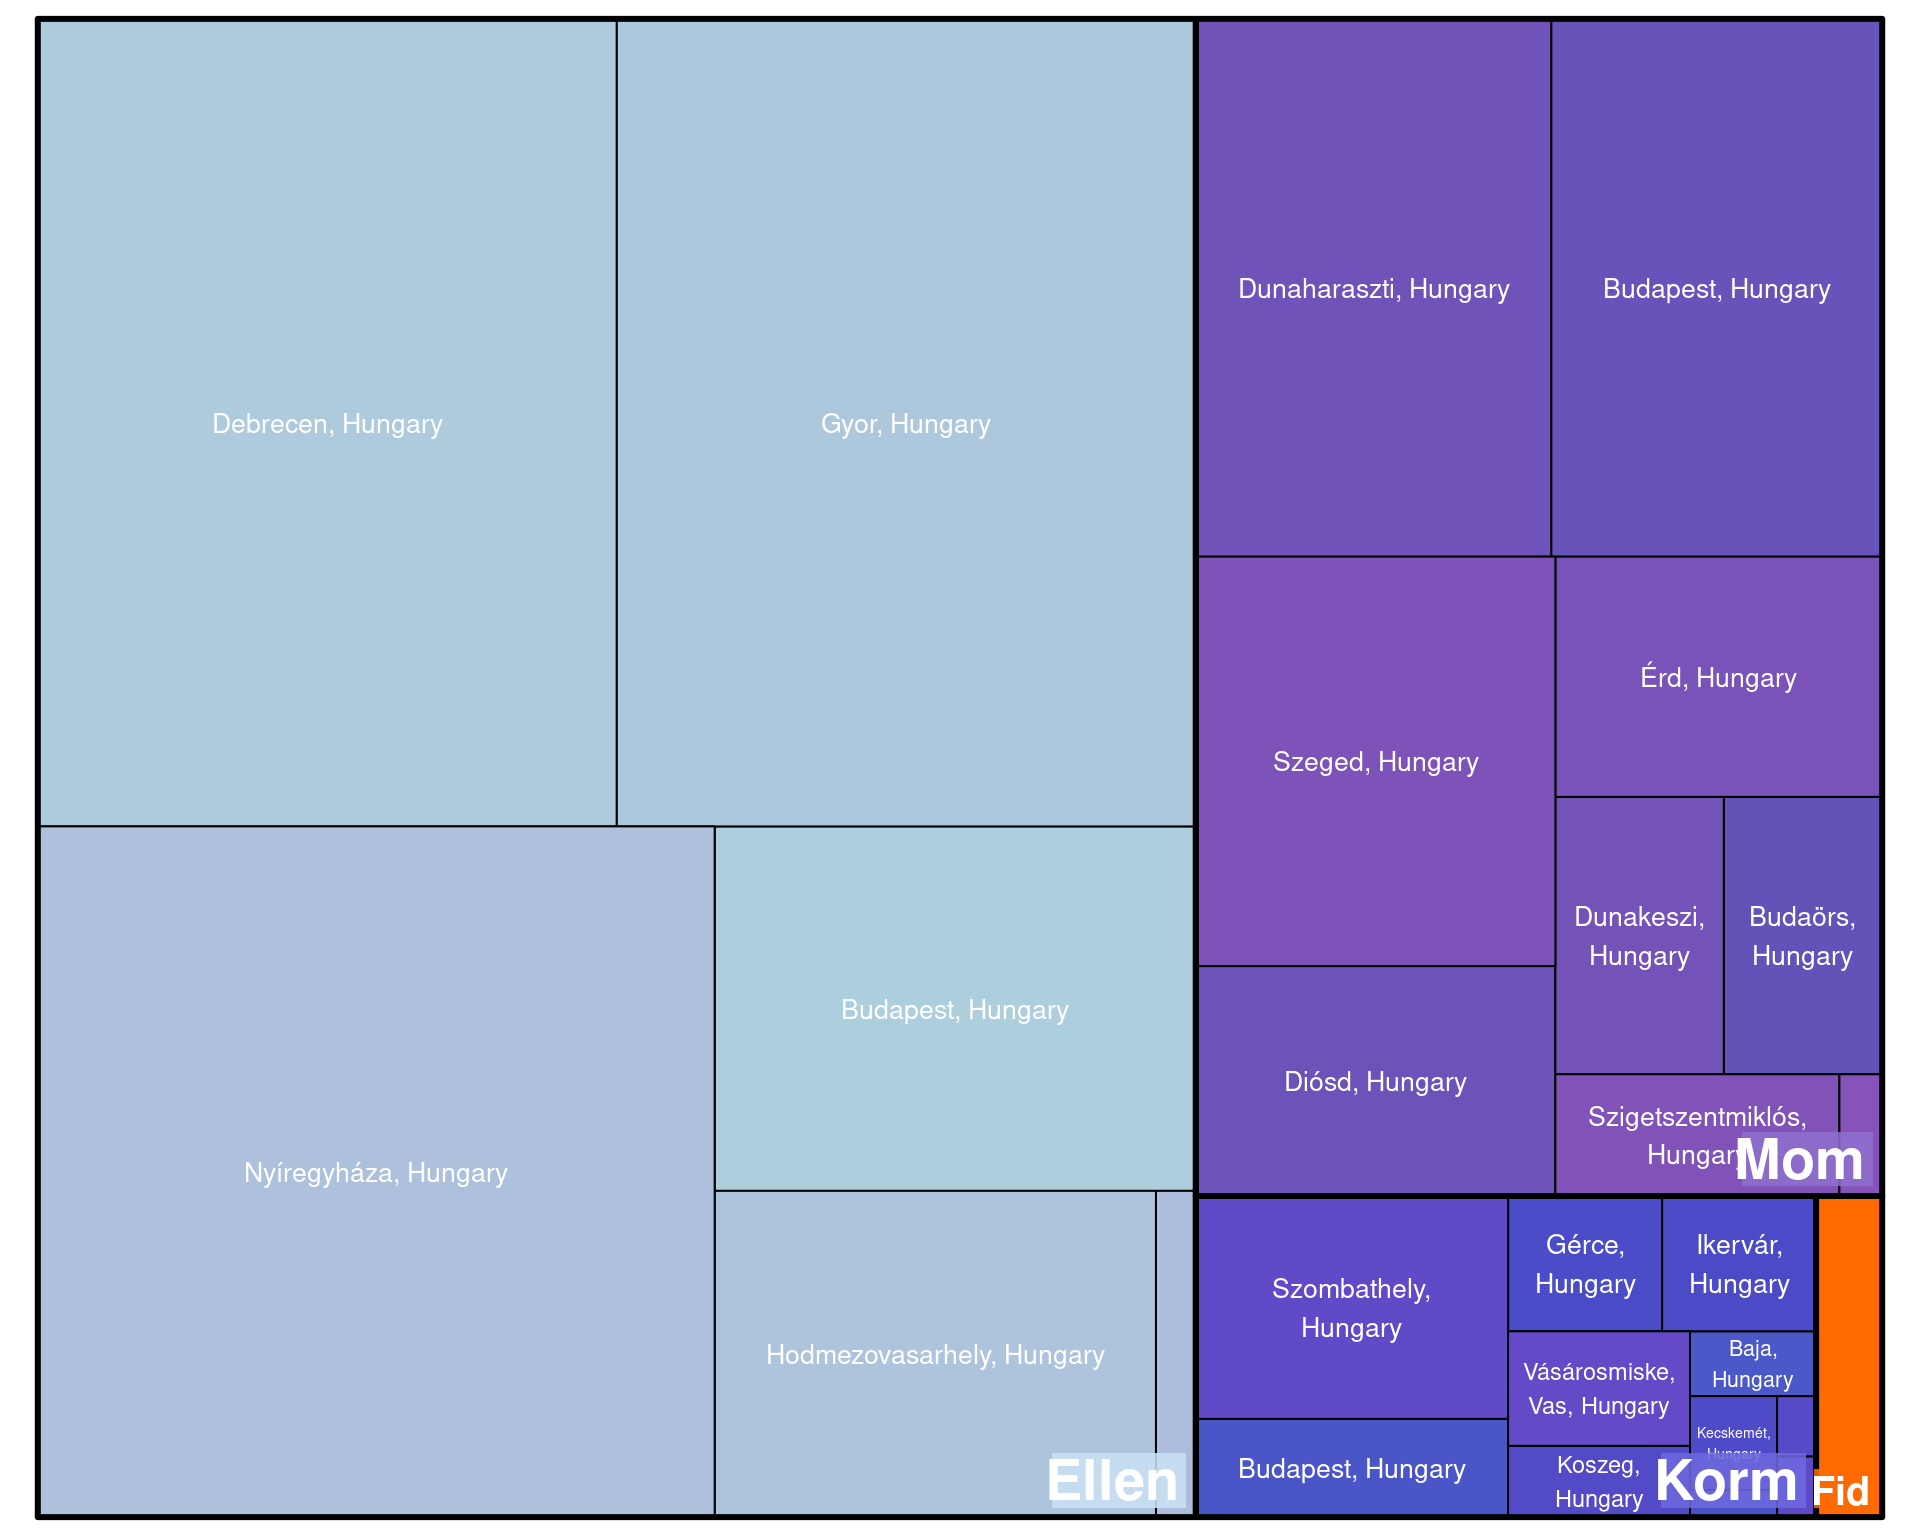 Debrecen, Hungary
Gyor, Hungary
Nyíregyháza, Hungary
Budapest, Hungary
Hodmezovasarhely, Hungary
Ellen
Dunaharaszti, Hungary
Budapest, Hungary
Szeged, Hungary
Érd, Hungary
Dunakeszi,
Hungary
Budaörs,
Hungary
Diósd, Hungary
Szigetszentmiklós,
Hungary
Mom
Szombathely,
Hungary
Gérce,
Hungary
Ikervár,
Hungary
Vásárosmiske,
Vas, Hungary
Baja,
Hungary
Kecskemét,
Hungary
Budapest, Hungary
Koszeg,
Hungary
Korm
Fid